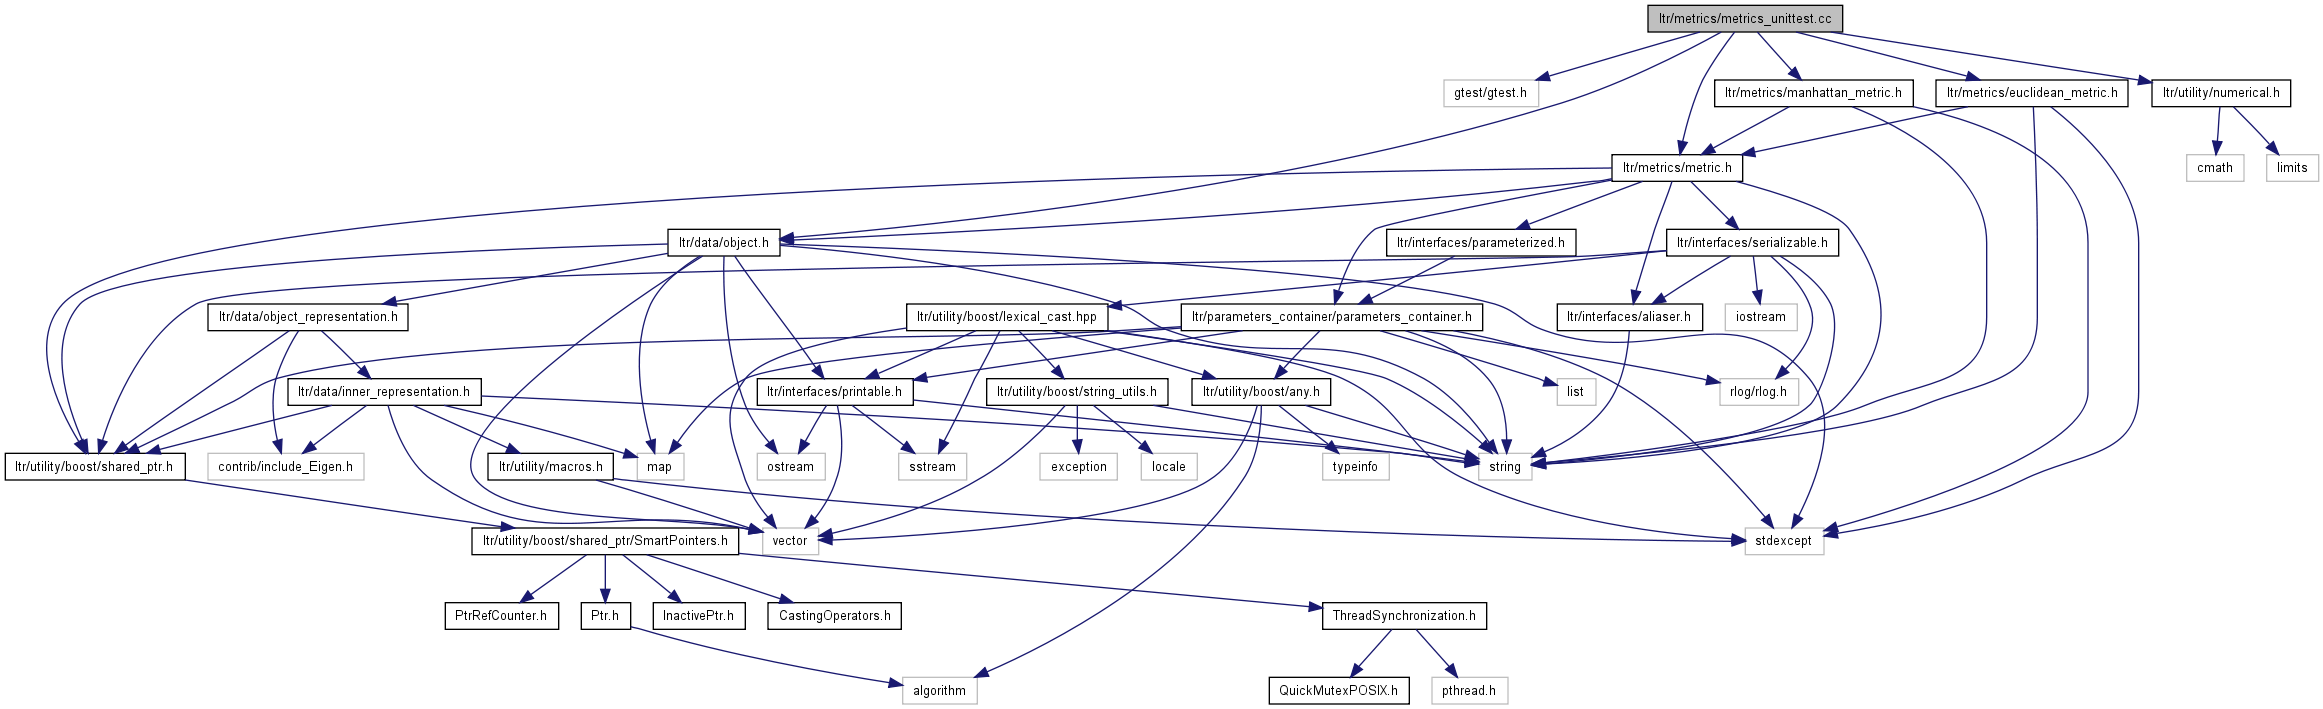 ltr/metrics/metrics_unittest.cc
gtest/gtest.h
ltr/metrics/manhattan_metric.h
ltr/metrics/euclidean_metric.h
ltr/utility/numerical.h
ltr/metrics/metric.h
cmath
limits
ltr/data/object.h
ltr/interfaces/parameterized.h
ltr/interfaces/serializable.h
ltr/data/object_representation.h
ltr/utility/boost/lexical_cast.hpp
ltr/parameters_container/parameters_container.h
ltr/interfaces/aliaser.h
iostream
ltr/data/inner_representation.h
ltr/interfaces/printable.h
ltr/utility/boost/string_utils.h
ltr/utility/boost/any.h
list
rlog/rlog.h
ltr/utility/boost/shared_ptr.h
contrib/include_Eigen.h
ltr/utility/macros.h
map
ostream
sstream
exception
locale
typeinfo
string
ltr/utility/boost/shared_ptr/SmartPointers.h
vector
stdexcept
PtrRefCounter.h
Ptr.h
InactivePtr.h
CastingOperators.h
ThreadSynchronization.h
algorithm
QuickMutexPOSIX.h
pthread.h